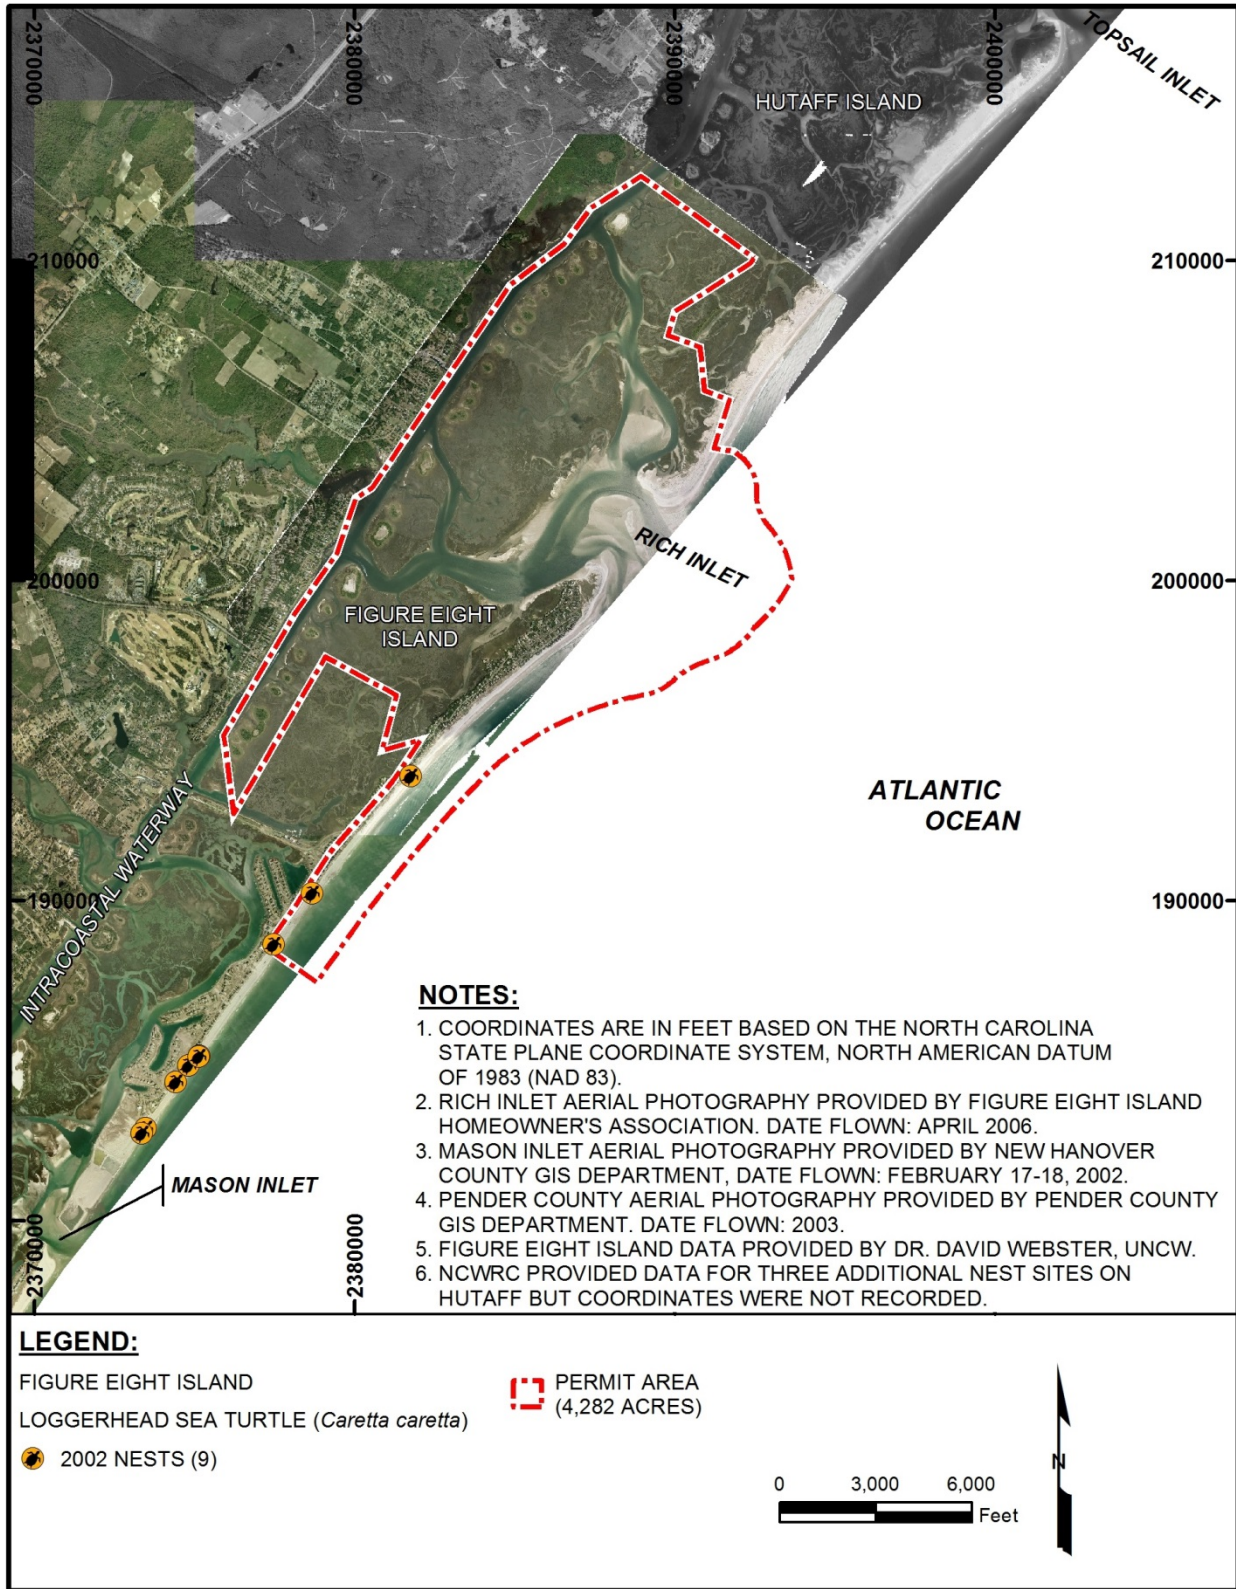 2370000
2380000
2390000
2400000
TOPSAIL INLET
HUTAFF ISLAND
210000
210000
RICH INLET
200000
200000
FIGURE EIGHT
ISLAND
ATLANTIC
OCEAN
INTRACOASTAL WATERWAY
190000
190000
MASON INLET
2370000
2380000
NOTES:
1. COORDINATES ARE IN FEET BASED ON THE NORTH CAROLINA
STATE PLANE COORDINATE SYSTEM, NORTH AMERICAN DATUM
OF 1983 (NAD 83).
2. RICH INLET AERIAL PHOTOGRAPHY PROVIDED BY FIGURE EIGHT ISLAND
HOMEOWNER'S ASSOCIATION. DATE FLOWN: APRIL 2006.
3. MASON INLET AERIAL PHOTOGRAPHY PROVIDED BY NEW HANOVER
COUNTY GIS DEPARTMENT, DATE FLOWN: FEBRUARY 17-18, 2002.
4. PENDER COUNTY AERIAL PHOTOGRAPHY PROVIDED BY PENDER COUNTY
GIS DEPARTMENT. DATE FLOWN: 2003.
5. FIGURE EIGHT ISLAND DATA PROVIDED BY DR. DAVID WEBSTER, UNCW.
6. NCWRC PROVIDED DATA FOR THREE ADDITIONAL NEST SITES ON
HUTAFF BUT COORDINATES WERE NOT RECORDED.
LEGEND:
FIGURE EIGHT ISLAND
LOGGERHEAD SEA TURTLE (Caretta caretta)
2002 NESTS (9)
PERMIT AREA
(4,282 ACRES)
0 3,000 6,000
Feet
N